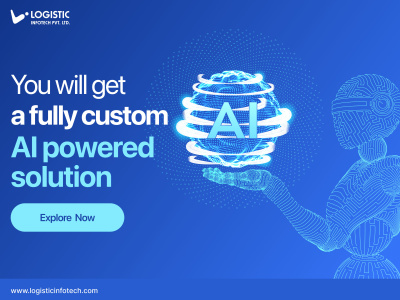 LOGISTIC
INFOTECH PVT. LTD.
You will get
a fully custom
AI powered
solution
AI
Explore Now
www.logisticinfotech.com